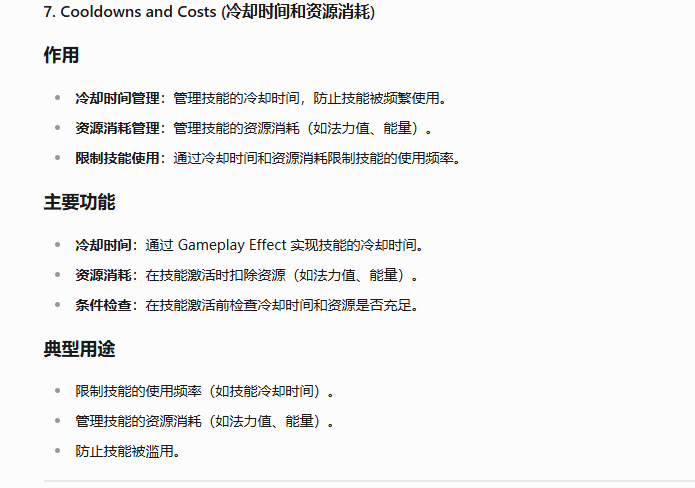 7. Cooldowns and Costs (冷却时间和资源消耗)
作用
冷却时间管理：管理技能的冷却时间，防止技能被频繁使用。
资源消耗管理：管理技能的资源消耗（如法力值、能量）。
限制技能使用：通过冷却时间和资源消耗限制技能的使用频率。
主要功能
冷却时间：通过 Gameplay Effect 实现技能的冷却时间。
资源消耗：在技能激活时扣除资源（如法力值、能量）。
条件检查：在技能激活前检查冷却时间和资源是否充足。
典型用途
限制技能的使用频率（如技能冷却时间）。
管理技能的资源消耗（如法力值、能量）。
防止技能被滥用。